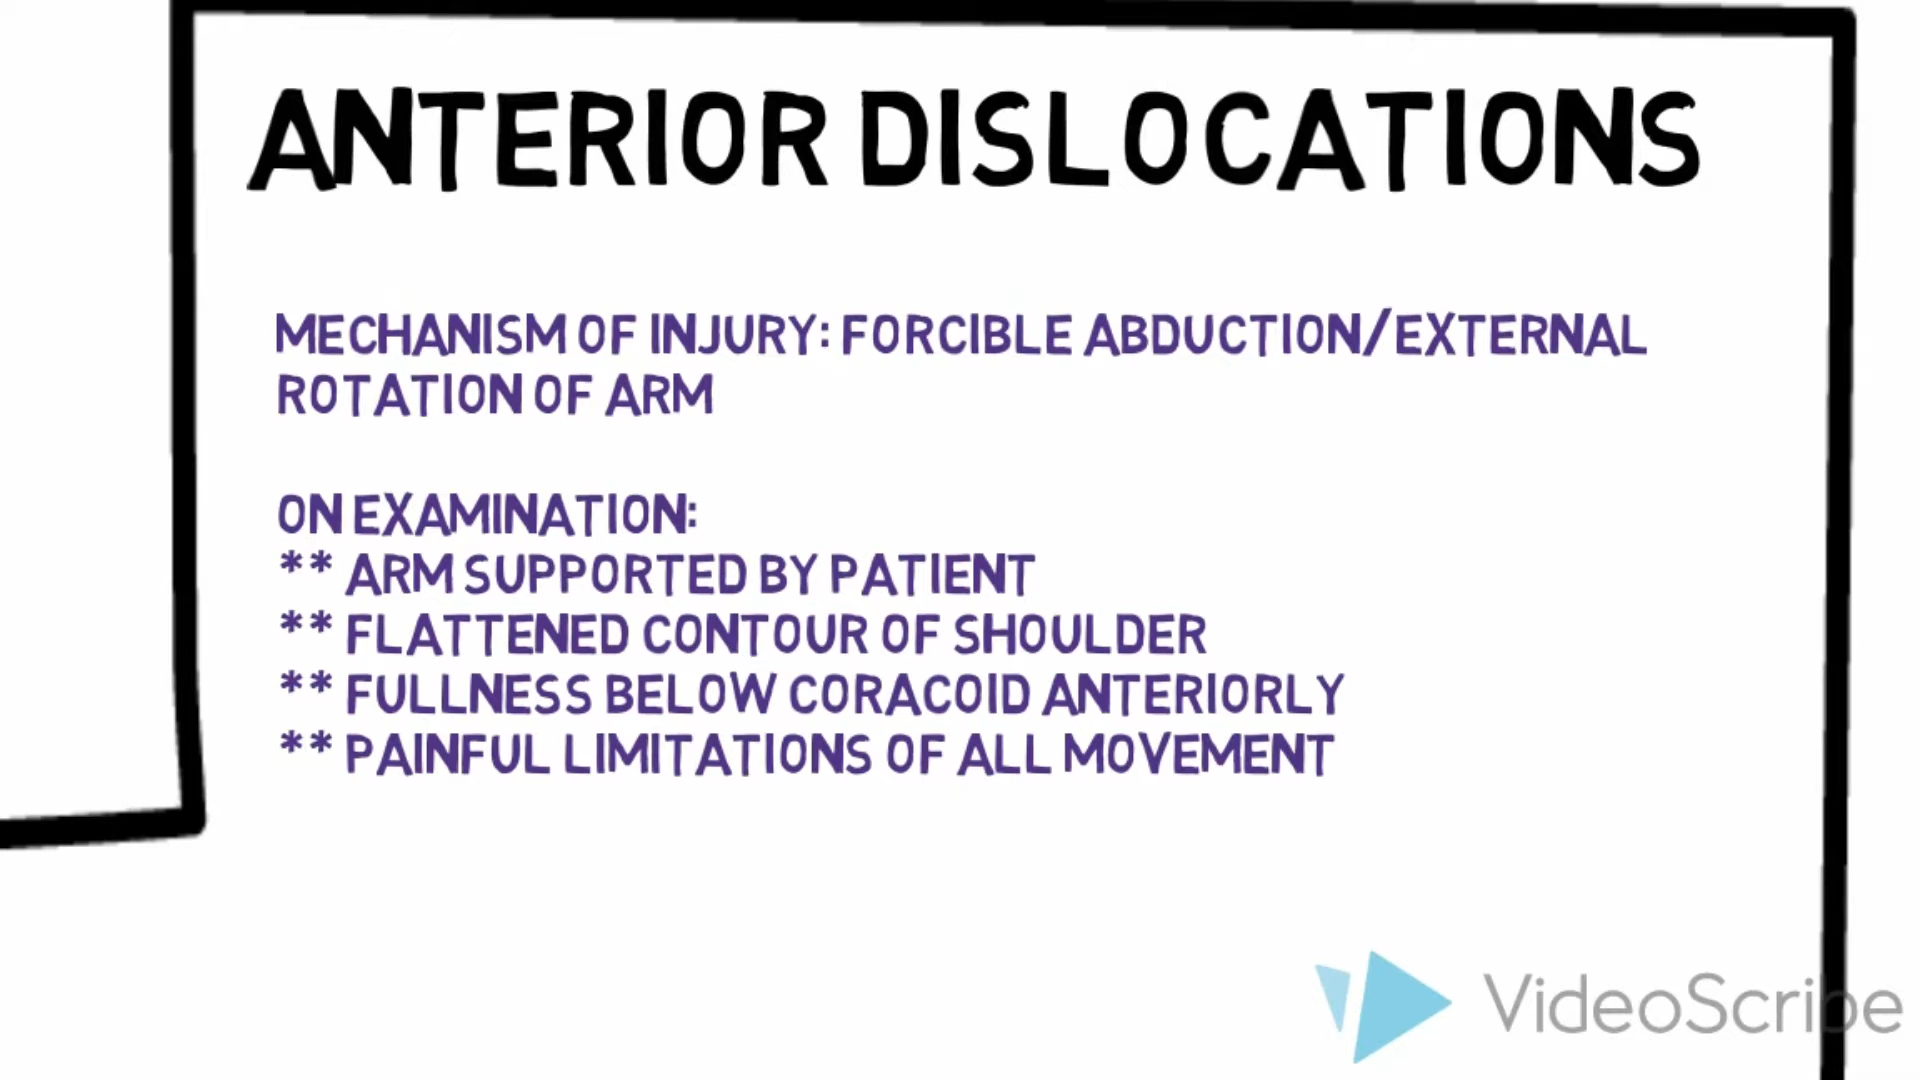 ANTERIOR DISLOCATIONS
MECHANISM OF INJURY: FORCIBLE ABDUCTION/EXTERNAL
ROTATION OF ARM
ON EXAMINATION:
** ARM SUPPORTED BY PATIENT
** FLATTENED CONTOUR OF SHOULDER
** FULLNESS BELOW CORACOID ANTERIORLY
** PAINFUL LIMITATIONS OF ALL MOVEMENT
VideoScribe